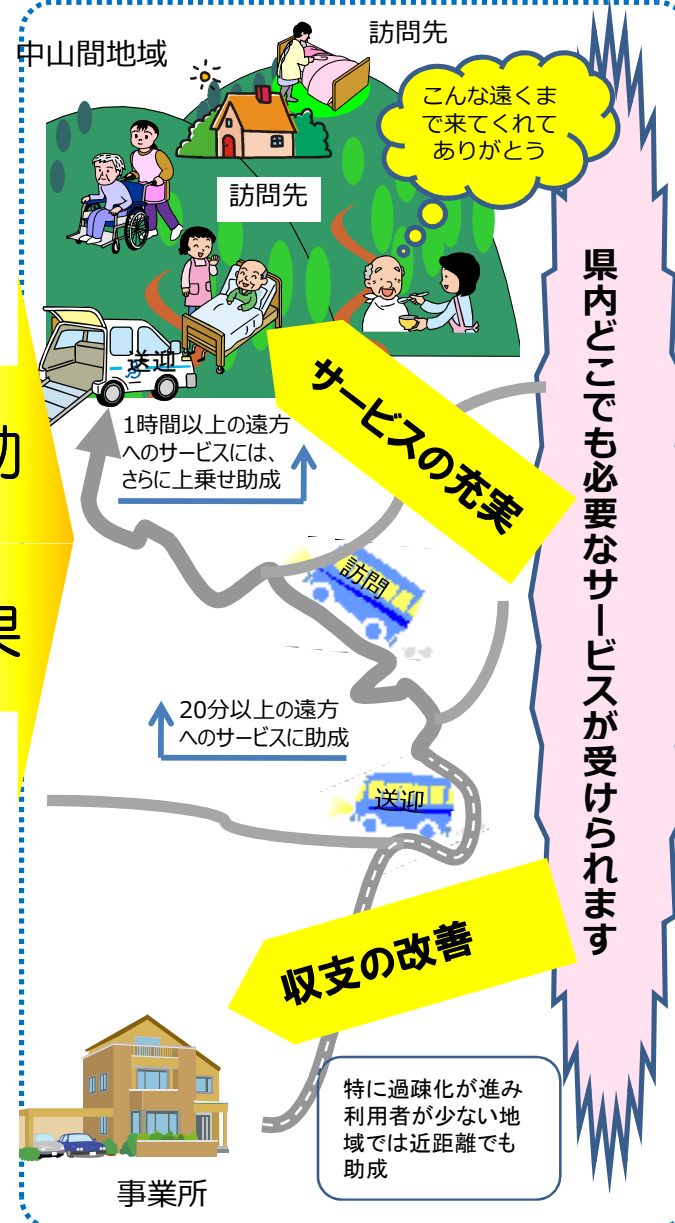 訪問先
中山間地域
こんな遠くま
で来てくれて
ありがとう
訪問先
送迎
サービスの充実
県内どこでも必要なサービスが受けられます
1時間以上の遠方
へのサービスには、
さらに上乗せ助成
訪問
20分以上の遠方
へのサービスに助成
送迎
収支の改善
特に過疎化が進み
利用者が少ない地
域では近距離でも
助成
事業所